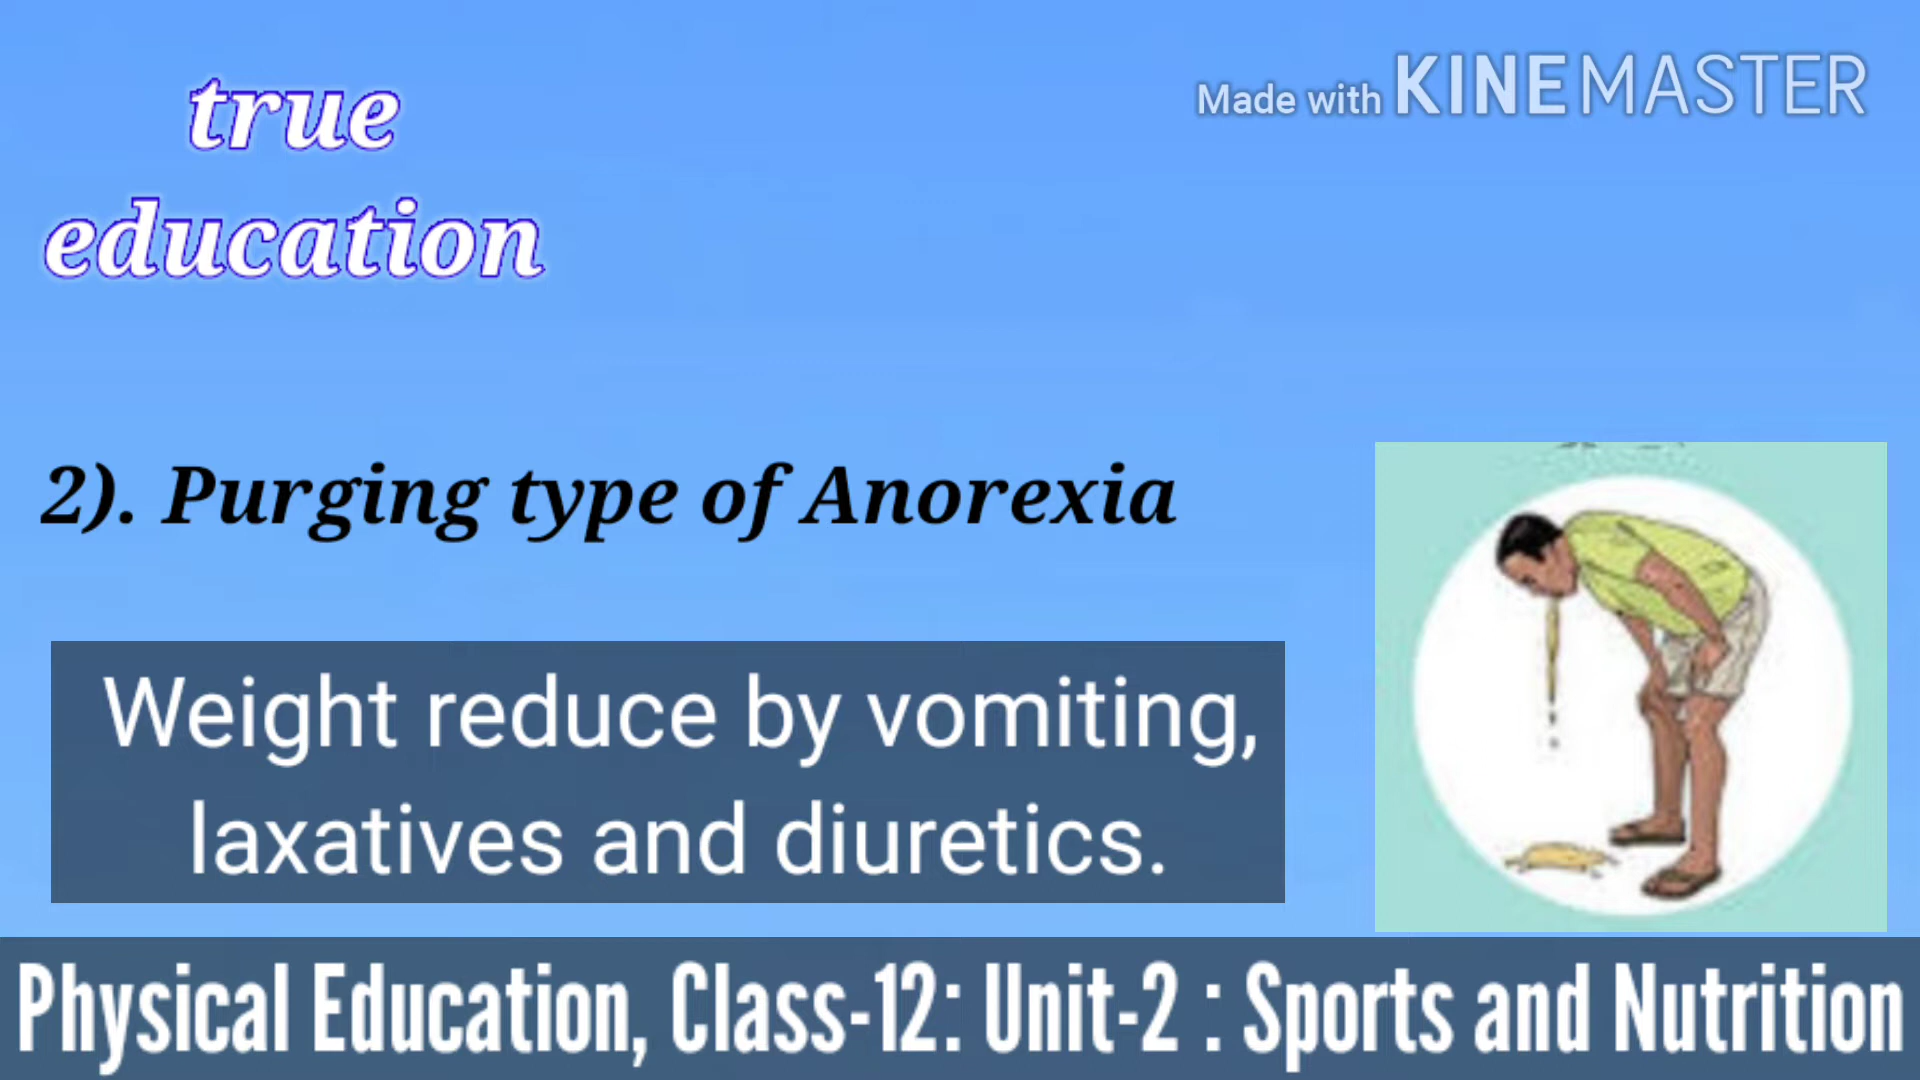 true
education
Made with KINEMASTER
2). Purging type of Anorexia
Weight reduce by vomiting,
laxatives and diuretics.
Physical Education, Class-12: Unit-2 : Sports and Nutrition